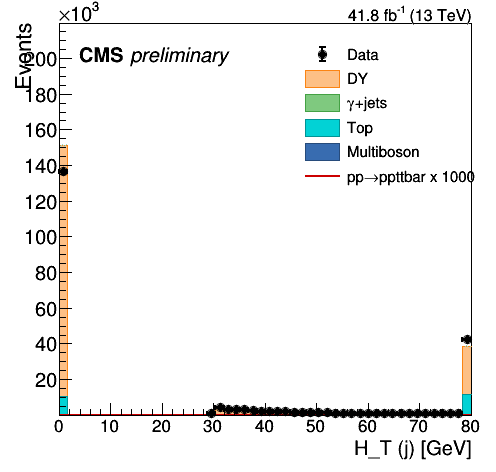 ×10³
41.8 fb⁻¹ (13 TeV)
Events
CMS preliminary
Data
DY
γ+jets
Top
Multiboson
pp→ppttbar x 1000
200
180
160
140
120
100
80
60
40
20
0 10 20 30 40 50 60 70 80
H_T (j) [GeV]